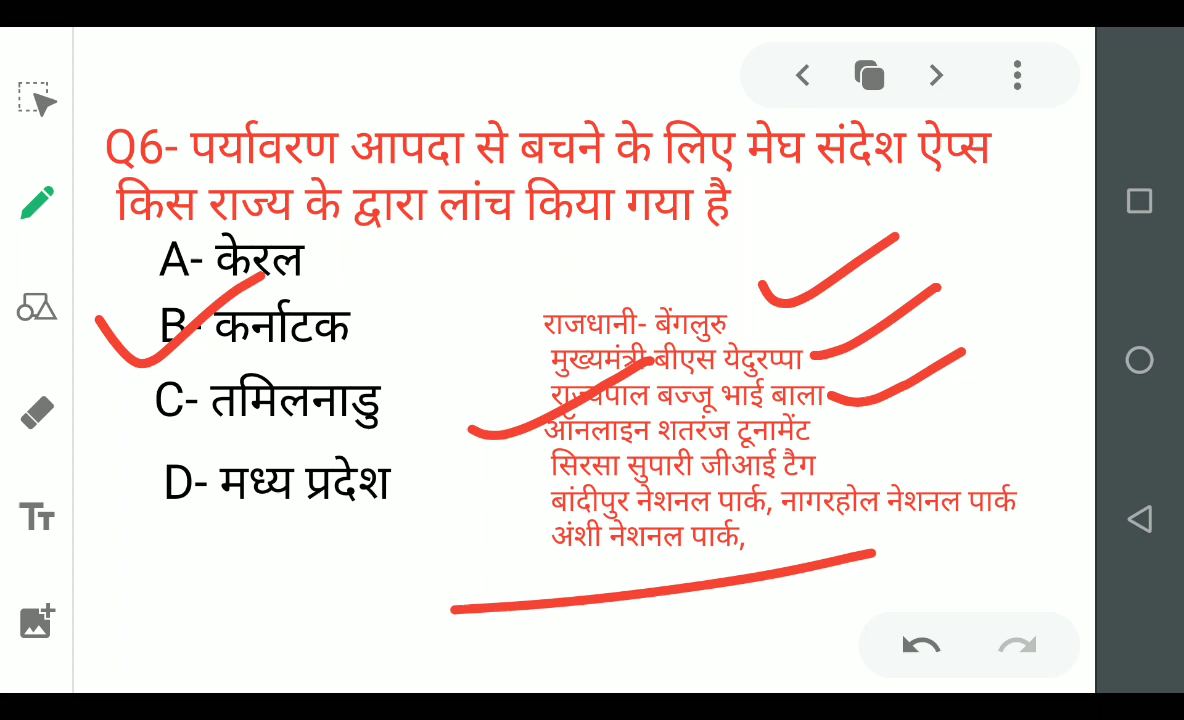 Q6- पर्यावरण आपदा से बचने के लिए मेघ संदेश ऐप्स
किस राज्य के द्वारा लांच किया गया है
A- केरल
B- कर्नाटक
C- तमिलनाडु
D- मध्य प्रदेश
राजधानी- बेंगलुरु
मुख्यमंत्री बीएस येदुरप्पा
राज्यपाल बज्जू भाई बाला
ऑनलाइन शतरंज टूनामेंट
सिरसा सुपारी जीआई टैग
बांदीपुर नेशनल पार्क, नागरहोल नेशनल पार्क
अंशी नेशनल पार्क,
Tт